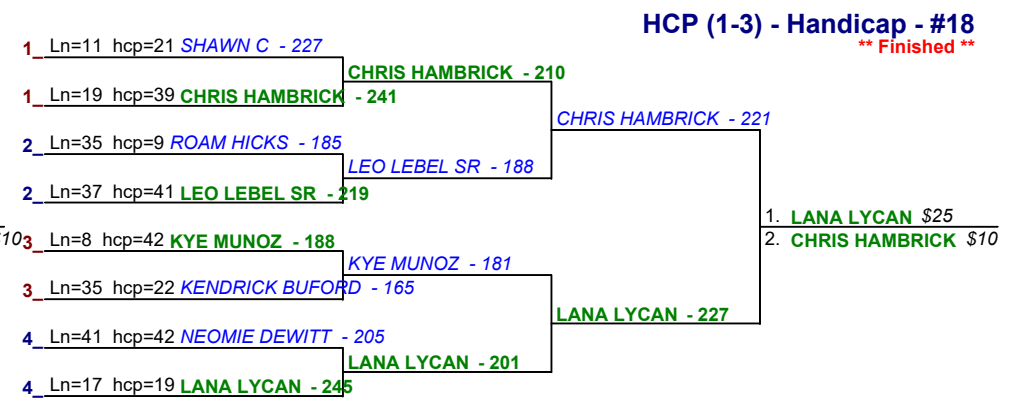 HCP (1-3) - Handicap - #18
** Finished **
1_ Ln=11 hcp=21 SHAWN C - 227
CHRIS HAMBRICK - 210
1_ Ln=19 hcp=39 CHRIS HAMBRICK - 241
CHRIS HAMBRICK - 221
2_ Ln=35 hcp=9 ROAM HICKS - 185
LEO LEBEL SR - 188
2_ Ln=37 hcp=41 LEO LEBEL SR - 219
1. LANA LYCAN $25
10 3_ Ln=8 hcp=42 KYE MUNOZ - 188
2. CHRIS HAMBRICK $10
KYE MUNOZ - 181
3_ Ln=35 hcp=22 KENDRICK BUFORD - 165
LANA LYCAN - 227
4_ Ln=41 hcp=42 NEOMIE DEWITT - 205
LANA LYCAN - 201
4_ Ln=17 hcp=19 LANA LYCAN - 245